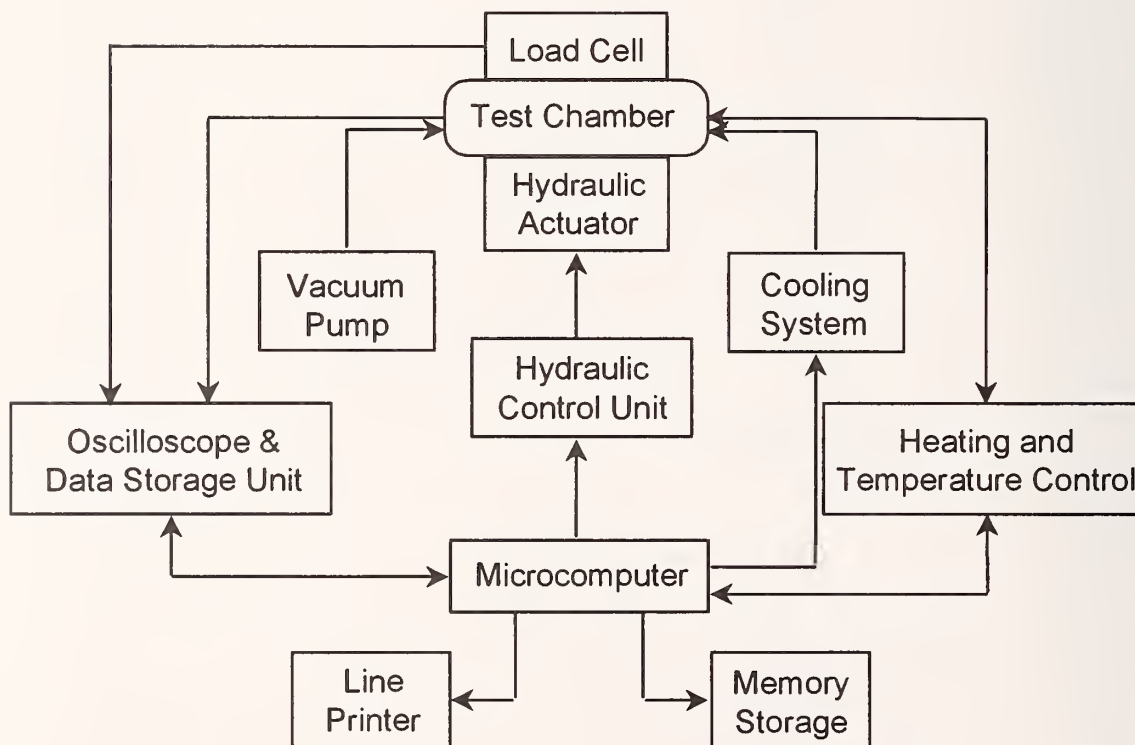 Load Cell
Test Chamber
Hydraulic
Actuator
Vacuum
Pump
Cooling
System
Hydraulic
Control Unit
Oscilloscope &
Data Storage Unit
Heating and
Temperature Control
Microcomputer
Line
Printer
Memory
Storage